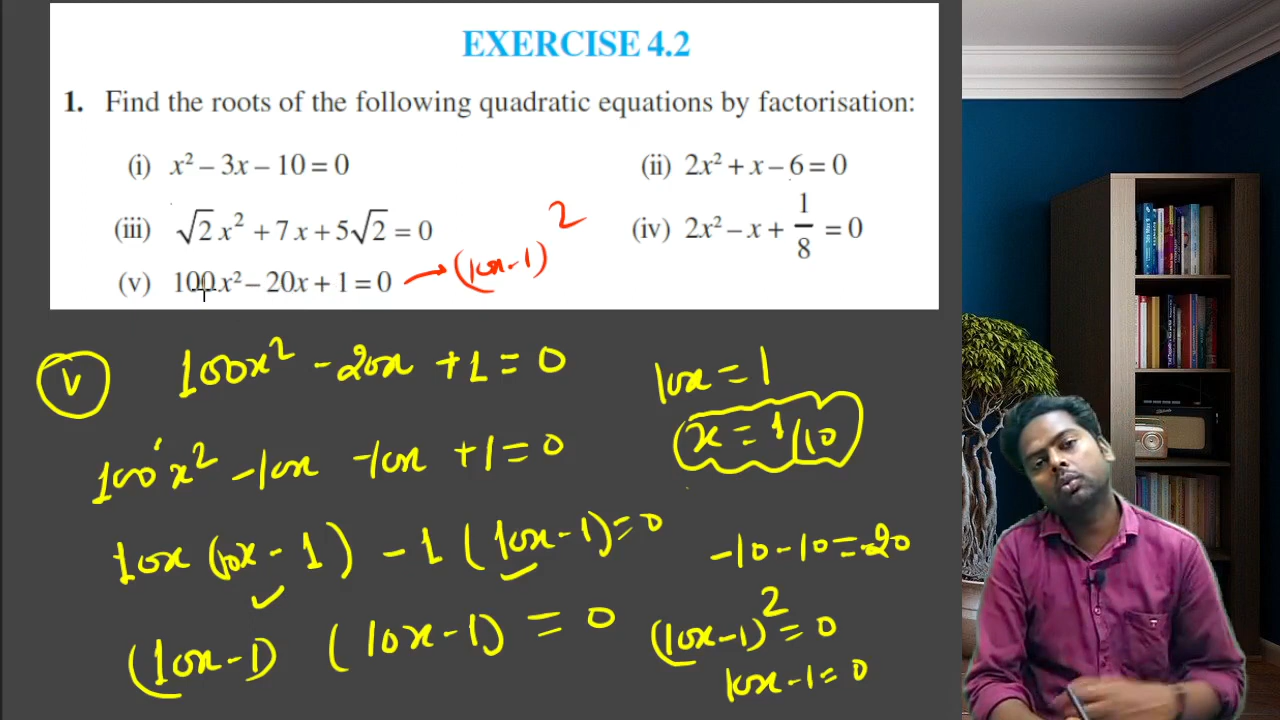 EXERCISE 4.2
1. Find the roots of the following quadratic equations by factorisation:
(i) x² – 3x – 10 = 0
(ii) 2x² + x – 6 = 0
(iii) √2 x² + 7x + 5√2 = 0
(iv) 2x² – x + 1/8 = 0
(v) 100x² – 20x + 1 = 0 → (10x-1)²
(v) 100x² - 20x + 1 = 0
100x² - 10x - 10x + 1 = 0
10x (10x - 1) - 1 (10x - 1) = 0
(10x - 1) (10x - 1) = 0
10x = 1
x = 1/10
-10 - 10 = -20
(10x - 1)² = 0
10x - 1 = 0
T